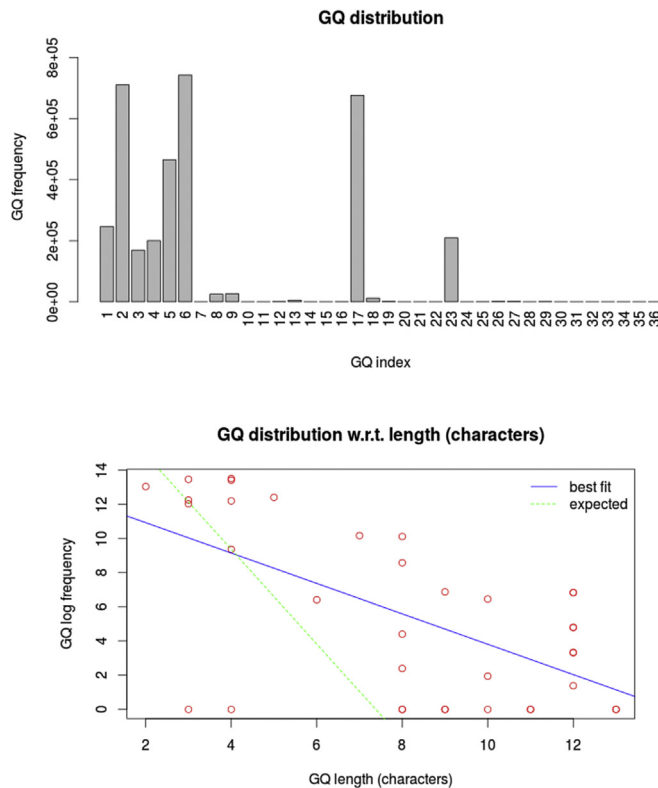 GQ distribution
GQ frequency
8e+05
6e+05
4e+05
2e+05
0e+00
1 2 3 4 5 6 7 8 9 10 11 12 13 14 15 16 17 18 19 20 21 22 23 24 25 26 27 28 29 30 31 32 33 34 35 36
GQ index
GQ distribution w.r.t. length (characters)
GQ log frequency
14
12
10
8
6
4
2
0
best fit
expected
2 4 6 8 10 12
GQ length (characters)